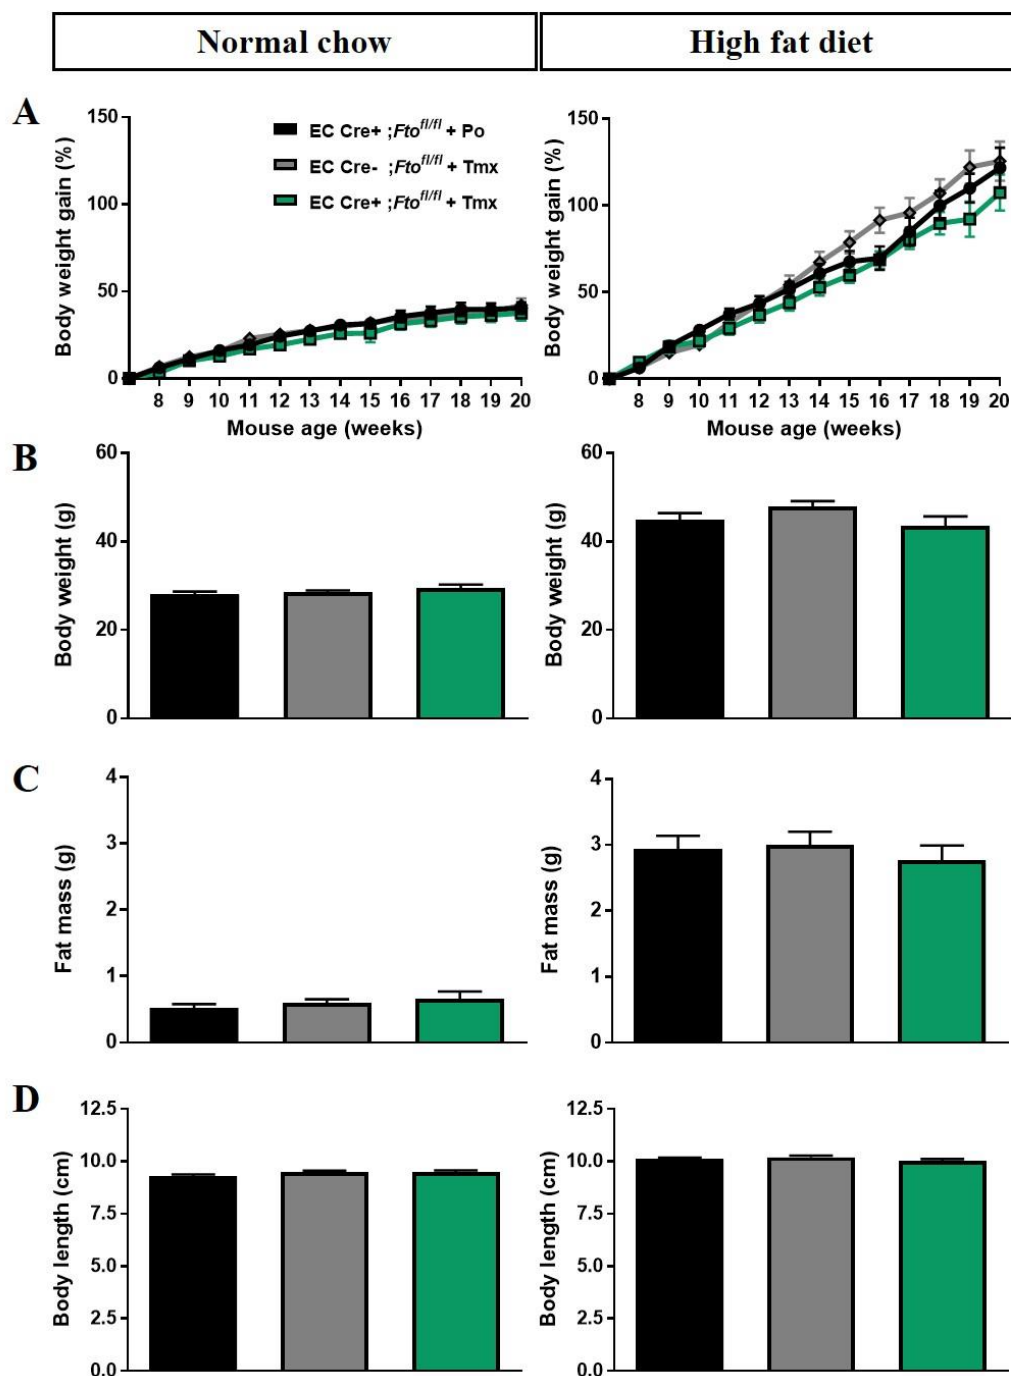 Normal chow
High fat diet
A
Body weight gain (%)
150
100
50
0
EC Cre+ ;Fto^fl/fl + Po
EC Cre- ;Fto^fl/fl + Tmx
EC Cre+ ;Fto^fl/fl + Tmx
8 9 10 11 12 13 14 15 16 17 18 19 20
Mouse age (weeks)
Body weight gain (%)
150
100
50
0
8 9 10 11 12 13 14 15 16 17 18 19 20
Mouse age (weeks)
B
Body weight (g)
60
40
20
0
Body weight (g)
60
40
20
0
C
Fat mass (g)
4
3
2
1
0
Fat mass (g)
4
3
2
1
0
D
Body length (cm)
12.5
10.0
7.5
5.0
2.5
0.0
Body length (cm)
12.5
10.0
7.5
5.0
2.5
0.0